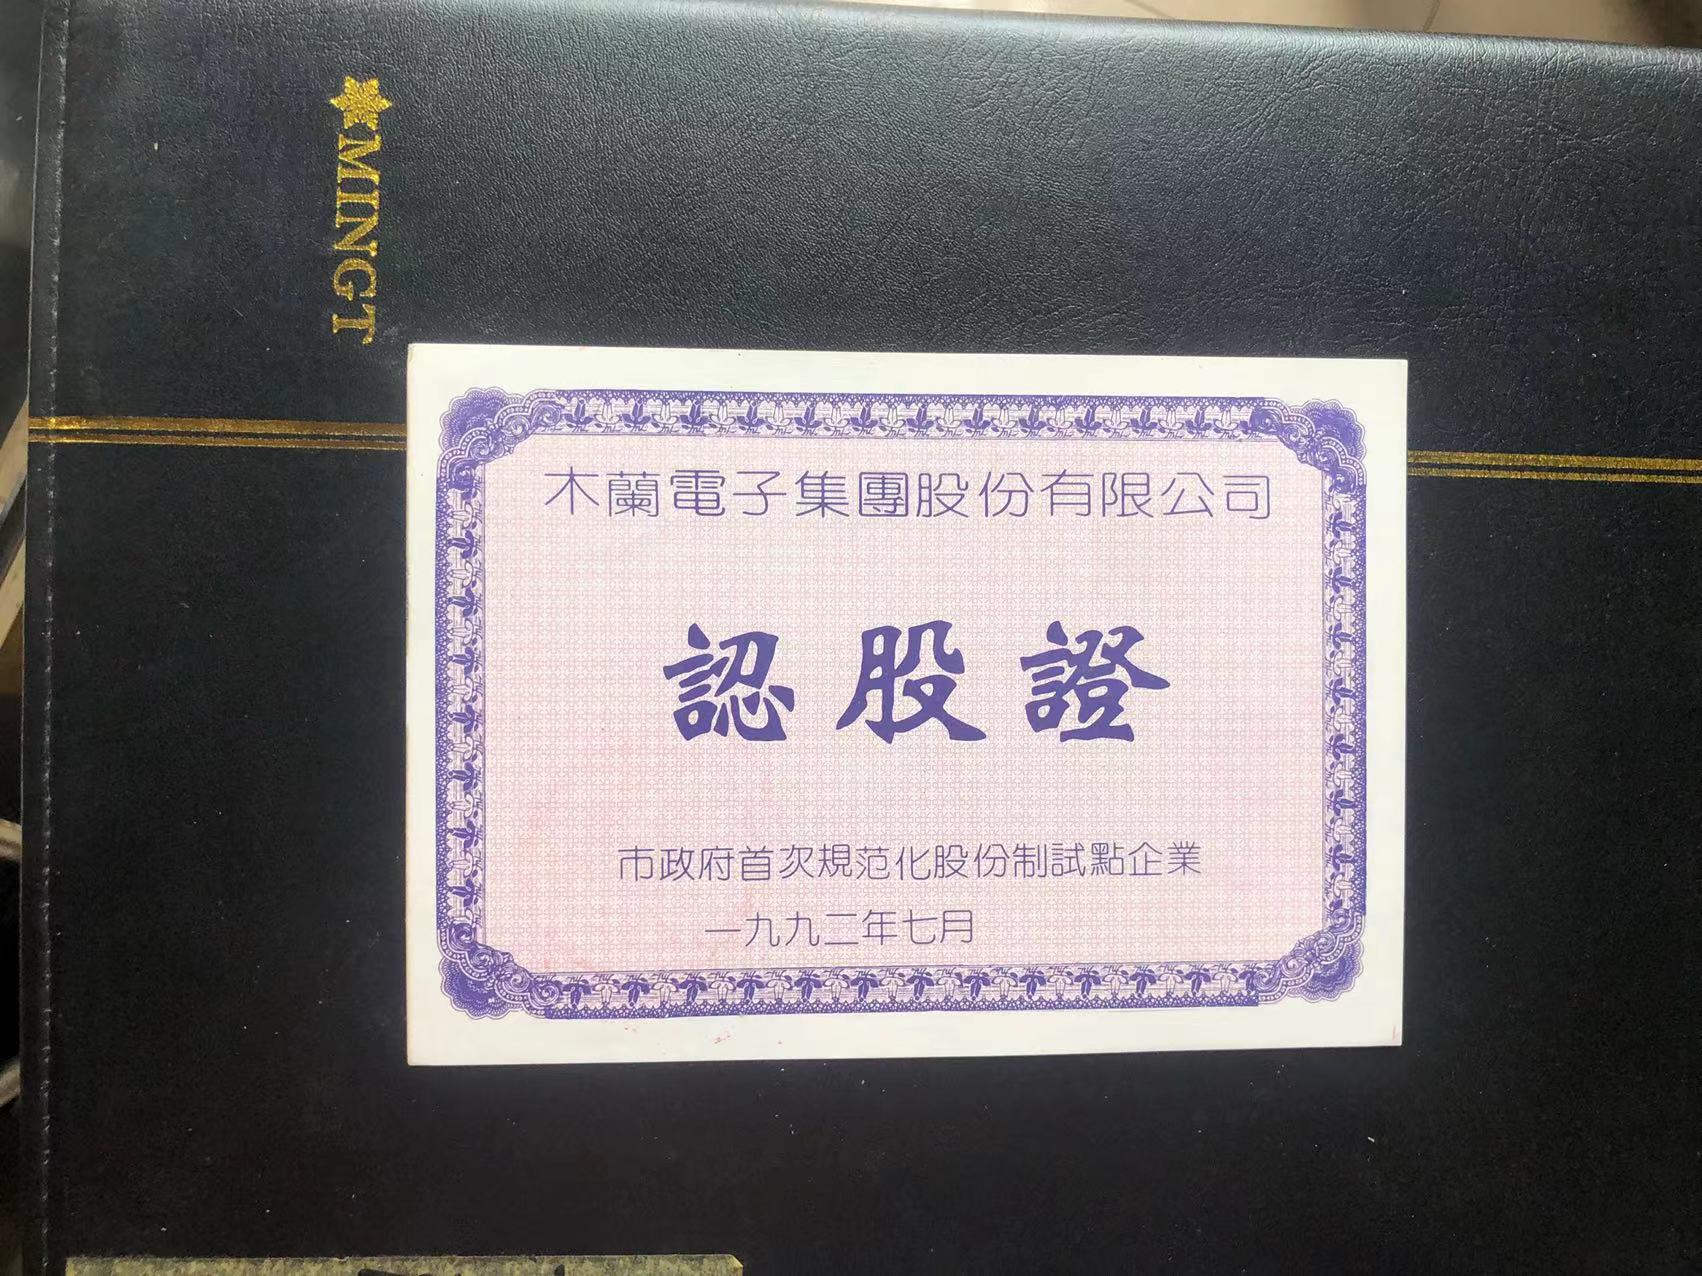 MINGT
木蘭電子集團股份有限公司
認股證
市政府首次規范化股份制試點企業
一九九二年七月